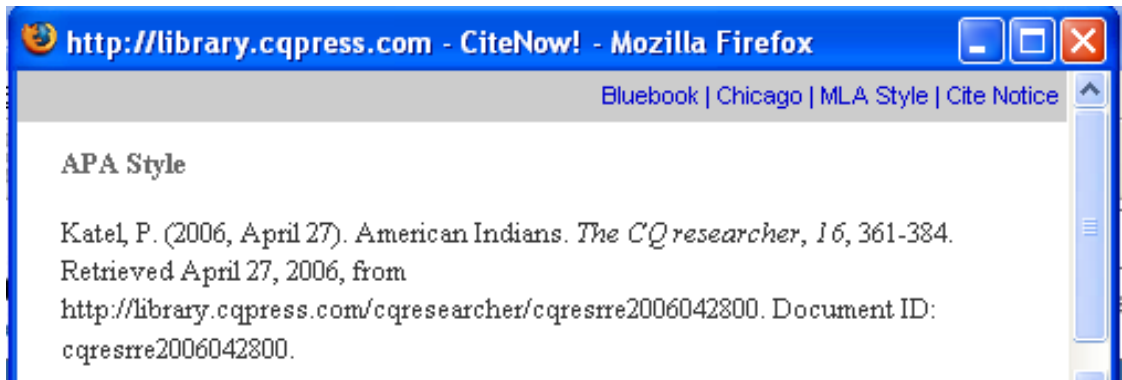 http://library.cqpress.com - CiteNow! - Mozilla Firefox
Bluebook | Chicago | MLA Style | Cite Notice
APA Style
Katel, P. (2006, April 27). American Indians. The CQ researcher, 16, 361-384.
Retrieved April 27, 2006, from
http://library.cqpress.com/cqresearcher/cqresrre2006042800. Document ID:
cqresrre2006042800.